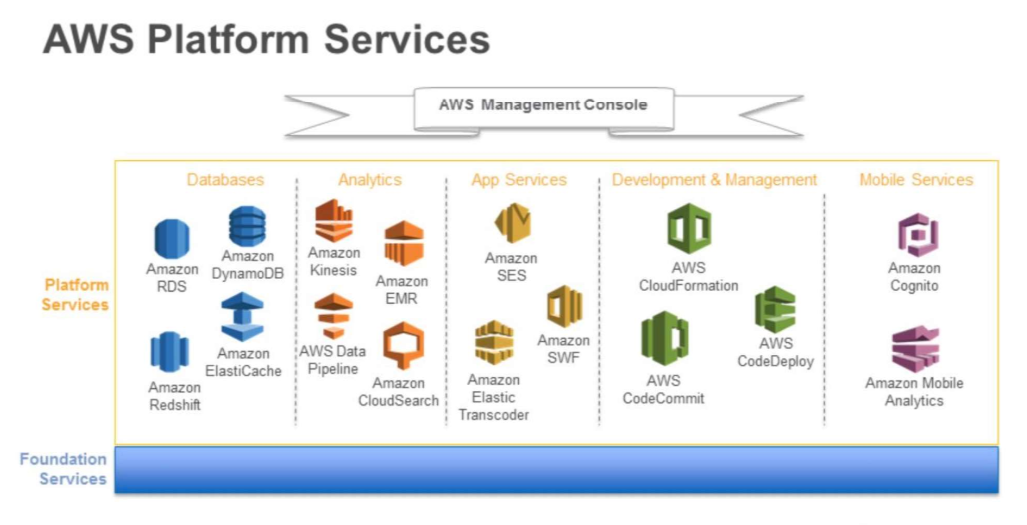 AWS Platform Services
AWS Management Console
Databases
Analytics
App Services
Development & Management
Mobile Services
Platform
Services
Amazon
RDS
Amazon
DynamoDB
Amazon
Redshift
Amazon
ElastiCache
Amazon
Kinesis
Amazon
EMR
AWS Data
Pipeline
Amazon
CloudSearch
Amazon
SES
Amazon
SWF
Amazon
Elastic
Transcoder
AWS
CloudFormation
AWS
CodeDeploy
AWS
CodeCommit
Amazon
Cognito
Amazon Mobile
Analytics
Foundation
Services